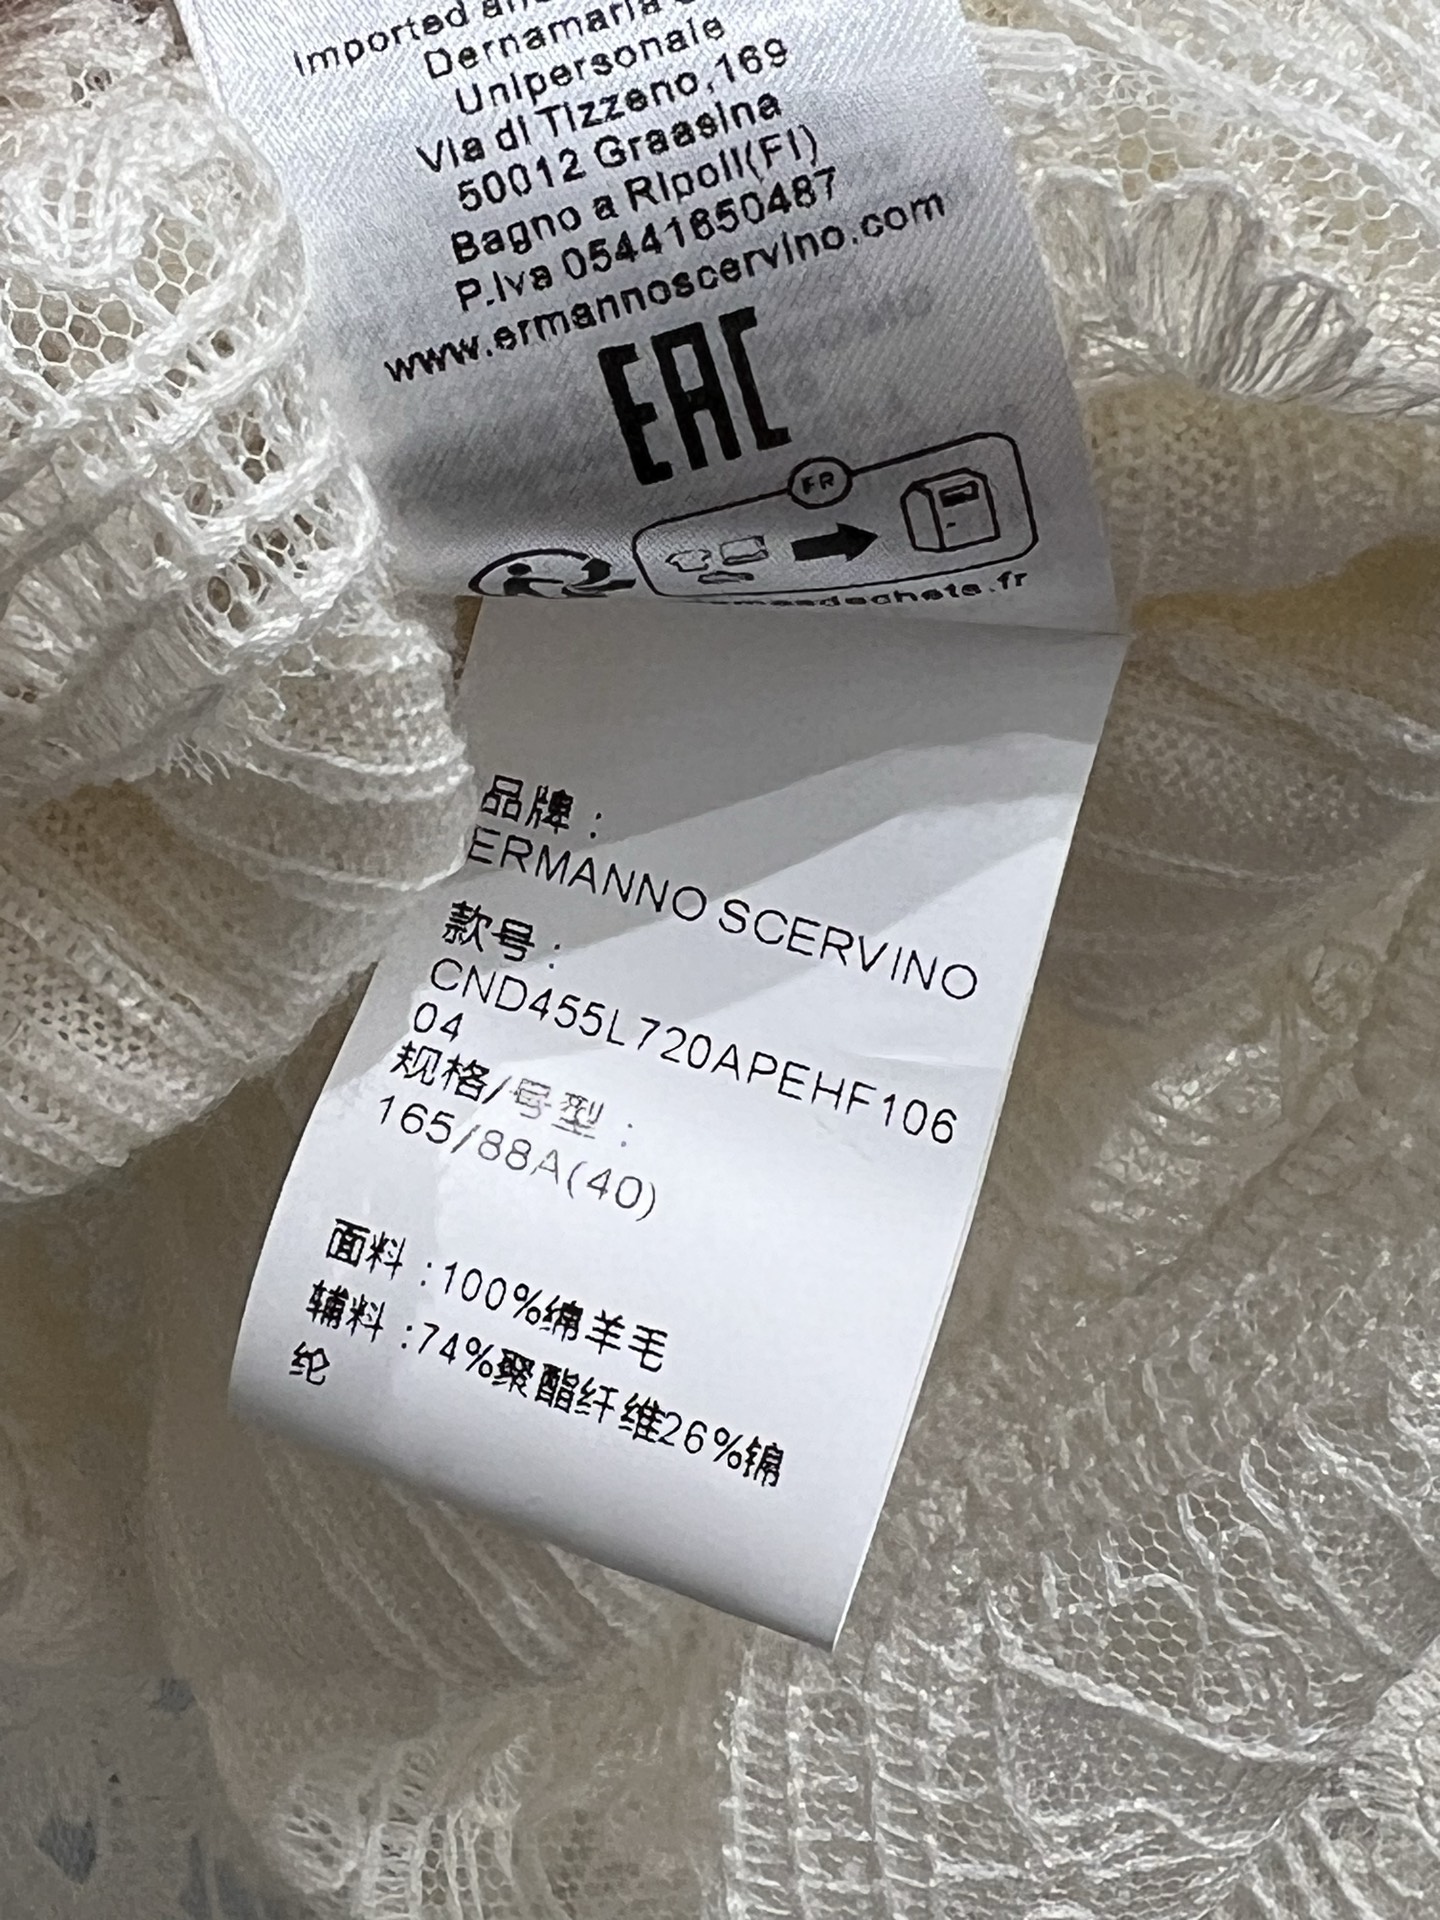 Imported an
Dernamaria
Unipersonale
Via di Tizzeno,169
50012 Graasina
Bagno a Ripoli(FI)
P.Iva 05441650487
www.ermannoscervino.com
EAC
FR
品牌：
ERMANNO SCERVINO
款号：
CND455L720APEHF106
04
规格/号型：
165/88A(40)
面料：100%绵羊毛
辅料：74%聚酯纤维26%锦
纶